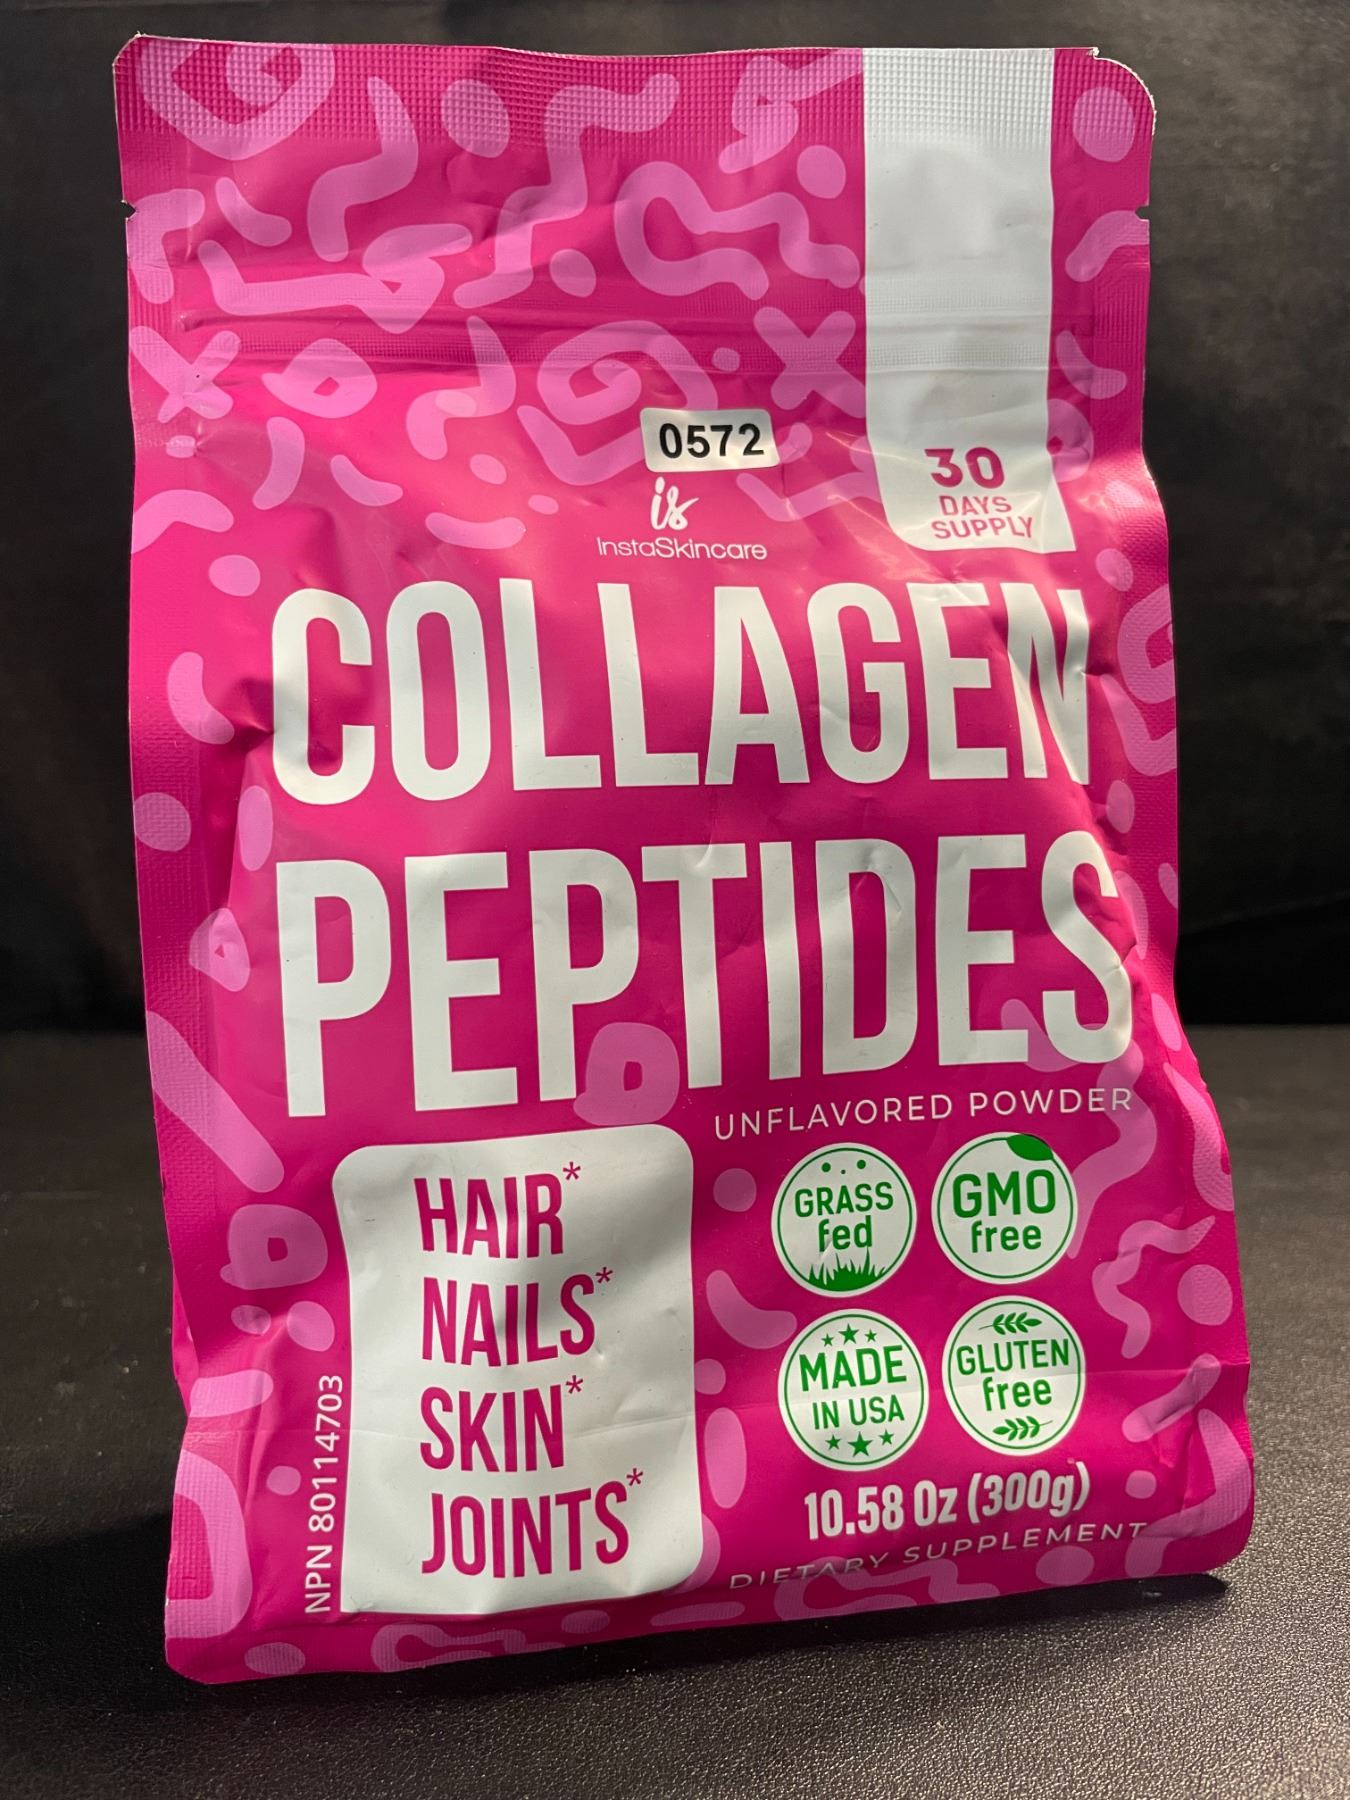 0572
is
InstaSkincare
30
DAYS
SUPPLY
COLLAGEN
PEPTIDES
UNFLAVORED POWDER
HAIR*
NAILS*
SKIN*
JOINTS*
GRASS
fed
GMO
free
MADE
IN USA
GLUTEN
free
10.58 Oz (300g)
DIETARY SUPPLEMENT
NPN 80114703